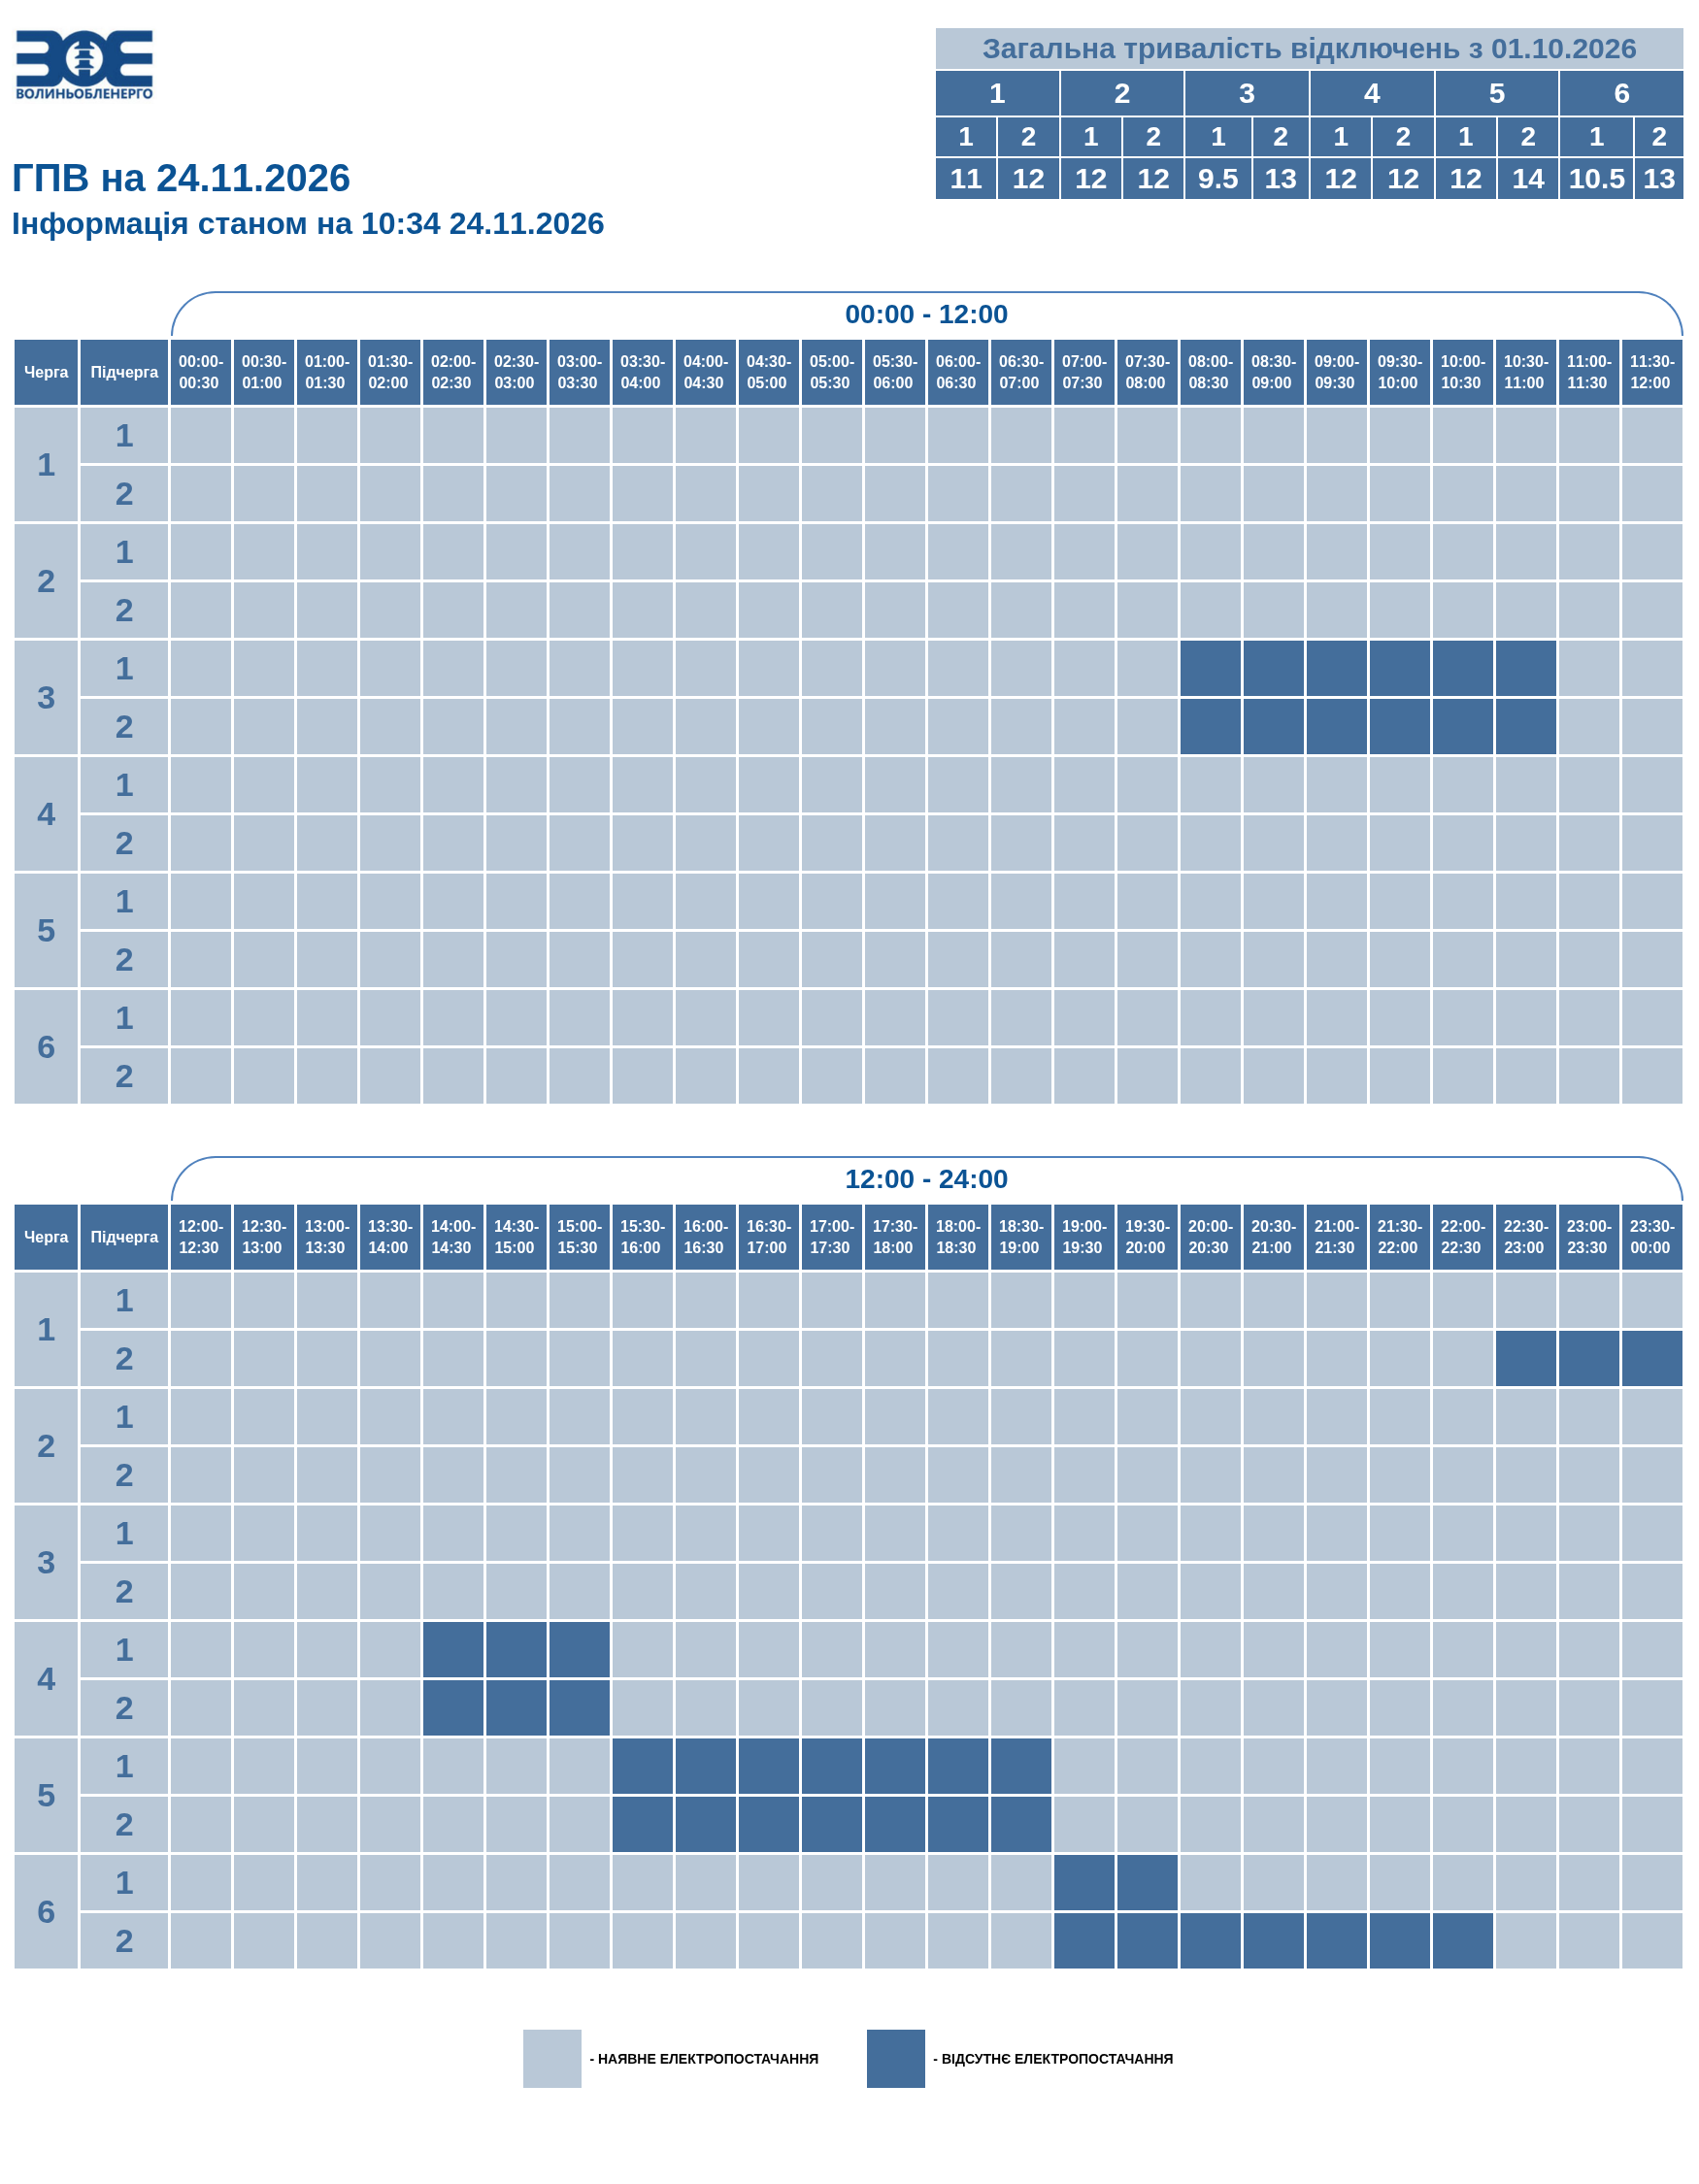 ВОЛИНЬОБЛЕНЕРГО
ГПВ на 24.11.2026
Інформація станом на 10:34 24.11.2026
Загальна тривалість відключень з 01.10.2026
1 2 3 4 5 6
1 2 1 2 1 2 1 2 1 2 1 2
11 12 12 12 9.5 13 12 12 12 14 10.5 13
00:00 - 12:00
Черга Підчерга 00:00-00:30 00:30-01:00 01:00-01:30 01:30-02:00 02:00-02:30 02:30-03:00 03:00-03:30 03:30-04:00 04:00-04:30 04:30-05:00 05:00-05:30 05:30-06:00 06:00-06:30 06:30-07:00 07:00-07:30 07:30-08:00 08:00-08:30 08:30-09:00 09:00-09:30 09:30-10:00 10:00-10:30 10:30-11:00 11:00-11:30 11:30-12:00
1 1
2
2 1
2
3 1
2
4 1
2
5 1
2
6 1
2
12:00 - 24:00
Черга Підчерга 12:00-12:30 12:30-13:00 13:00-13:30 13:30-14:00 14:00-14:30 14:30-15:00 15:00-15:30 15:30-16:00 16:00-16:30 16:30-17:00 17:00-17:30 17:30-18:00 18:00-18:30 18:30-19:00 19:00-19:30 19:30-20:00 20:00-20:30 20:30-21:00 21:00-21:30 21:30-22:00 22:00-22:30 22:30-23:00 23:00-23:30 23:30-00:00
1 1
2
2 1
2
3 1
2
4 1
2
5 1
2
6 1
2
- НАЯВНЕ ЕЛЕКТРОПОСТАЧАННЯ
- ВІДСУТНЄ ЕЛЕКТРОПОСТАЧАННЯ